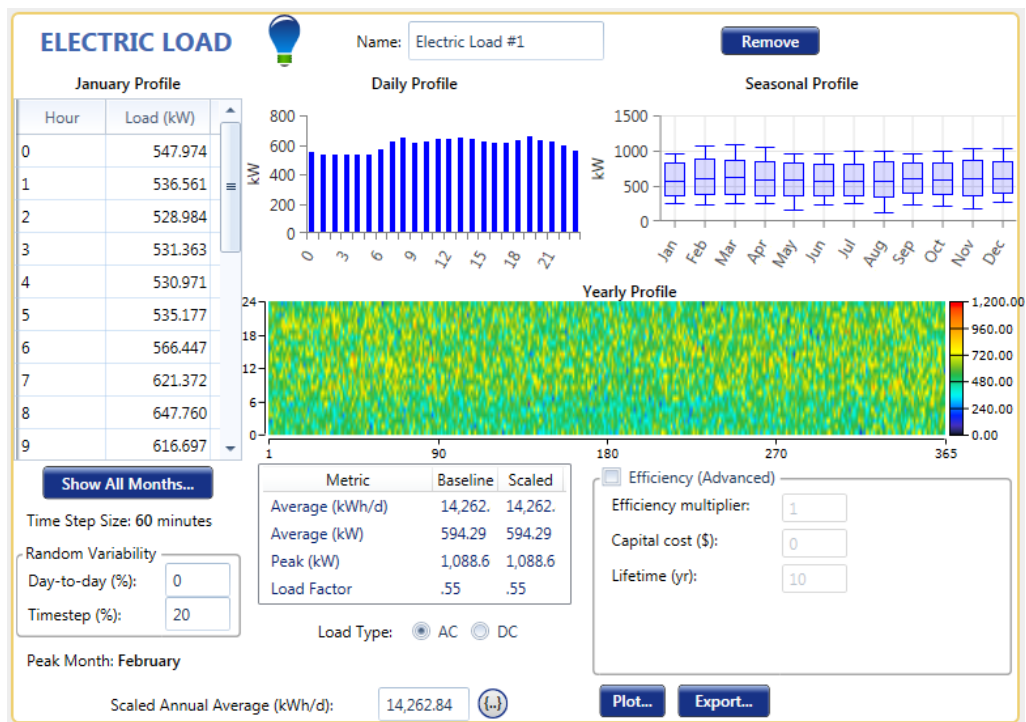 ELECTRIC LOAD
Name: Electric Load #1
Remove
January Profile
Hour Load (kW)
0 547.974
1 536.561
2 528.984
3 531.363
4 530.971
5 535.177
6 566.447
7 621.372
8 647.760
9 616.697
Daily Profile
kW
800
600
400
200
0
0 3 6 9 12 15 18 21
Seasonal Profile
kW
1500
1000
500
0
Jan Feb Mar Apr May Jun Jul Aug Sep Oct Nov Dec
Yearly Profile
24
18
12
6
0
1 90 180 270 365
1,200.00
960.00
720.00
480.00
240.00
0.00
Show All Months...
Time Step Size: 60 minutes
Random Variability
Day-to-day (%): 0
Timestep (%): 20
Peak Month: February
Metric Baseline Scaled
Average (kWh/d) 14,262. 14,262.
Average (kW) 594.29 594.29
Peak (kW) 1,088.6 1,088.6
Load Factor .55 .55
Load Type: AC DC
Efficiency (Advanced)
Efficiency multiplier: 1
Capital cost ($): 0
Lifetime (yr): 10
Scaled Annual Average (kWh/d): 14,262.84 {..}
Plot... Export...